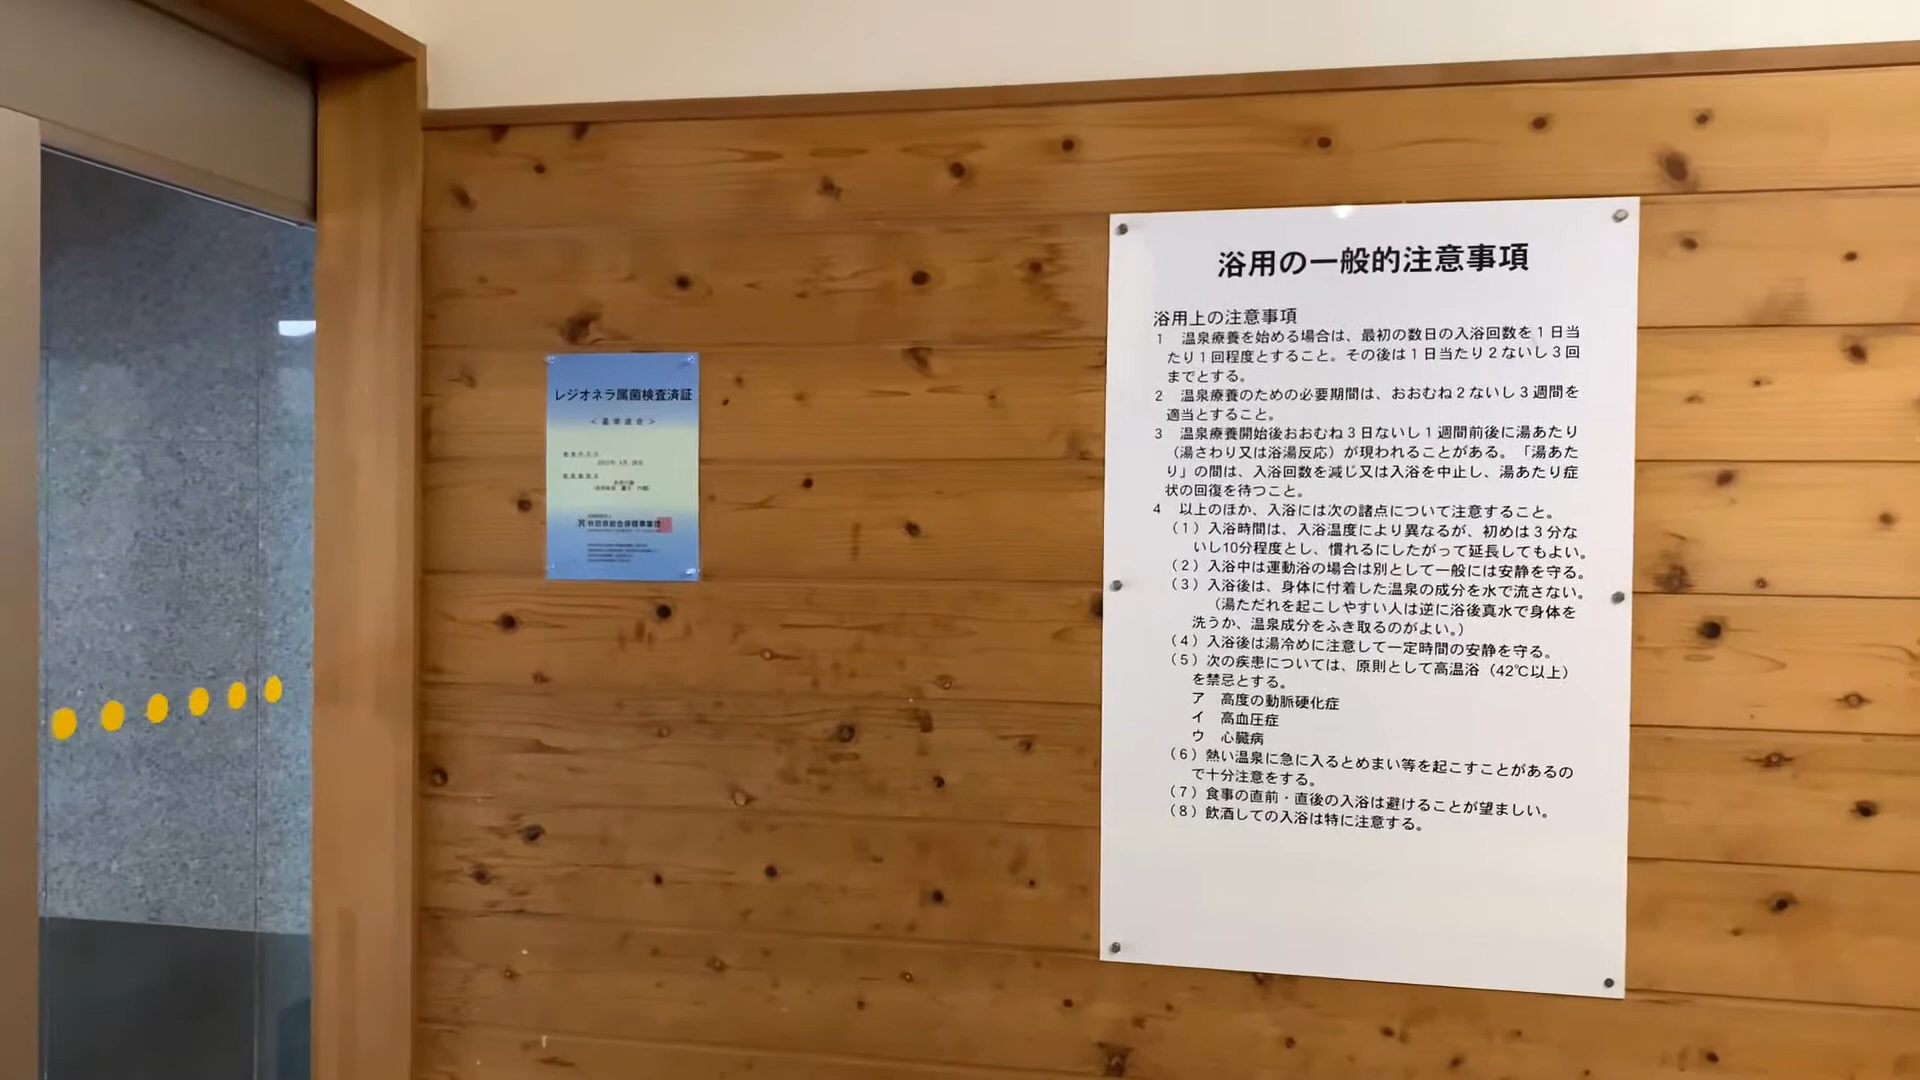 レジオネラ属菌検査済証
＜基準適合＞
浴用の一般的注意事項
浴用上の注意事項
1　温泉療養を始める場合は、最初の数日の入浴回数を1日当
たり1回程度とすること。その後は1日当たり2ないし3回
までとする。
2　温泉療養のための必要期間は、おおむね2ないし3週間を
適当とすること。
3　温泉療養開始後おおむね3日ないし1週間前後に湯あたり
（湯さわり又は浴湯反応）が現われることがある。「湯あた
り」の間は、入浴回数を減じ又は入浴を中止し、湯あたり症
状の回復を待つこと。
4　以上のほか、入浴には次の諸点について注意すること。
（1）入浴時間は、入浴温度により異なるが、初めは3分な
いし10分程度とし、慣れるにしたがって延長してもよい。
（2）入浴中は運動浴の場合は別として一般には安静を守る。
（3）入浴後は、身体に付着した温泉の成分を水で流さない。
（湯ただれを起こしやすい人は逆に浴後真水で身体を
洗うか、温泉成分をふき取るのがよい。）
（4）入浴後は湯冷めに注意して一定時間の安静を守る。
（5）次の疾患については、原則として高温浴（42℃以上）
を禁忌とする。
ア　高度の動脈硬化症
イ　高血圧症
ウ　心臓病
（6）熱い温泉に急に入るとめまい等を起こすことがあるの
で十分注意をする。
（7）食事の直前・直後の入浴は避けることが望ましい。
（8）飲酒しての入浴は特に注意する。